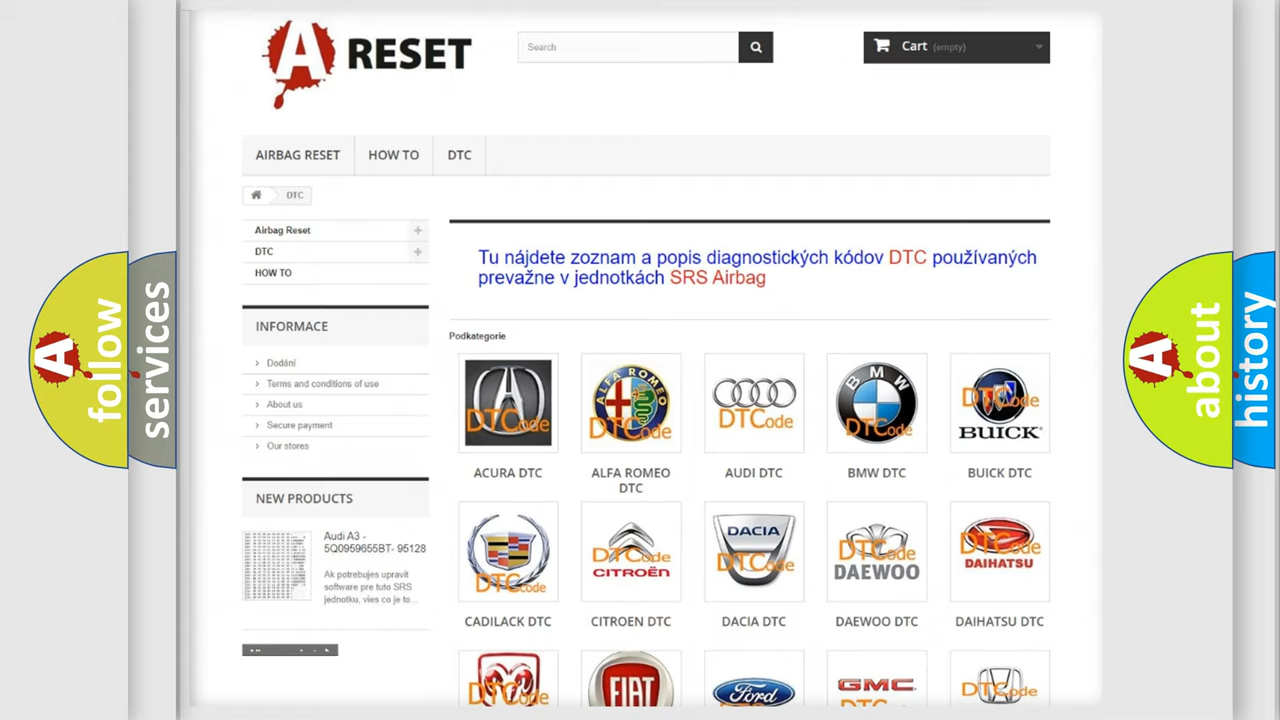 A RESET
Search
Cart (empty)
AIRBAG RESET
HOW TO
DTC
DTC
Airbag Reset
DTC
HOW TO
Tu nájdete zoznam a popis diagnostických kódov DTC používaných
prevažne v jednotkách SRS Airbag
INFORMACE
Dodání
Terms and conditions of use
About us
Secure payment
Our stores
NEW PRODUCTS
Audi A3 -
5Q0959655BT- 95128
Ak potrebujes upravit
software pre tuto SRS
jednotku, vies co je to...
Podkategorie
DTCode
ALFA ROMEO
DTCode
DTCode
BMW
DTCode
DTCode
BUICK
ACURA DTC
ALFA ROMEO
DTC
AUDI DTC
BMW DTC
BUICK DTC
DTCode
DTCode
CITROËN
DACIA
DTCode
DTCode
DAEWOO
DTCode
DAIHATSU
CADILACK DTC
CITROEN DTC
DACIA DTC
DAEWOO DTC
DAIHATSU DTC
DTCode
FIAT
Ford
GMC
DTCode
A
follow
services
A
about
history